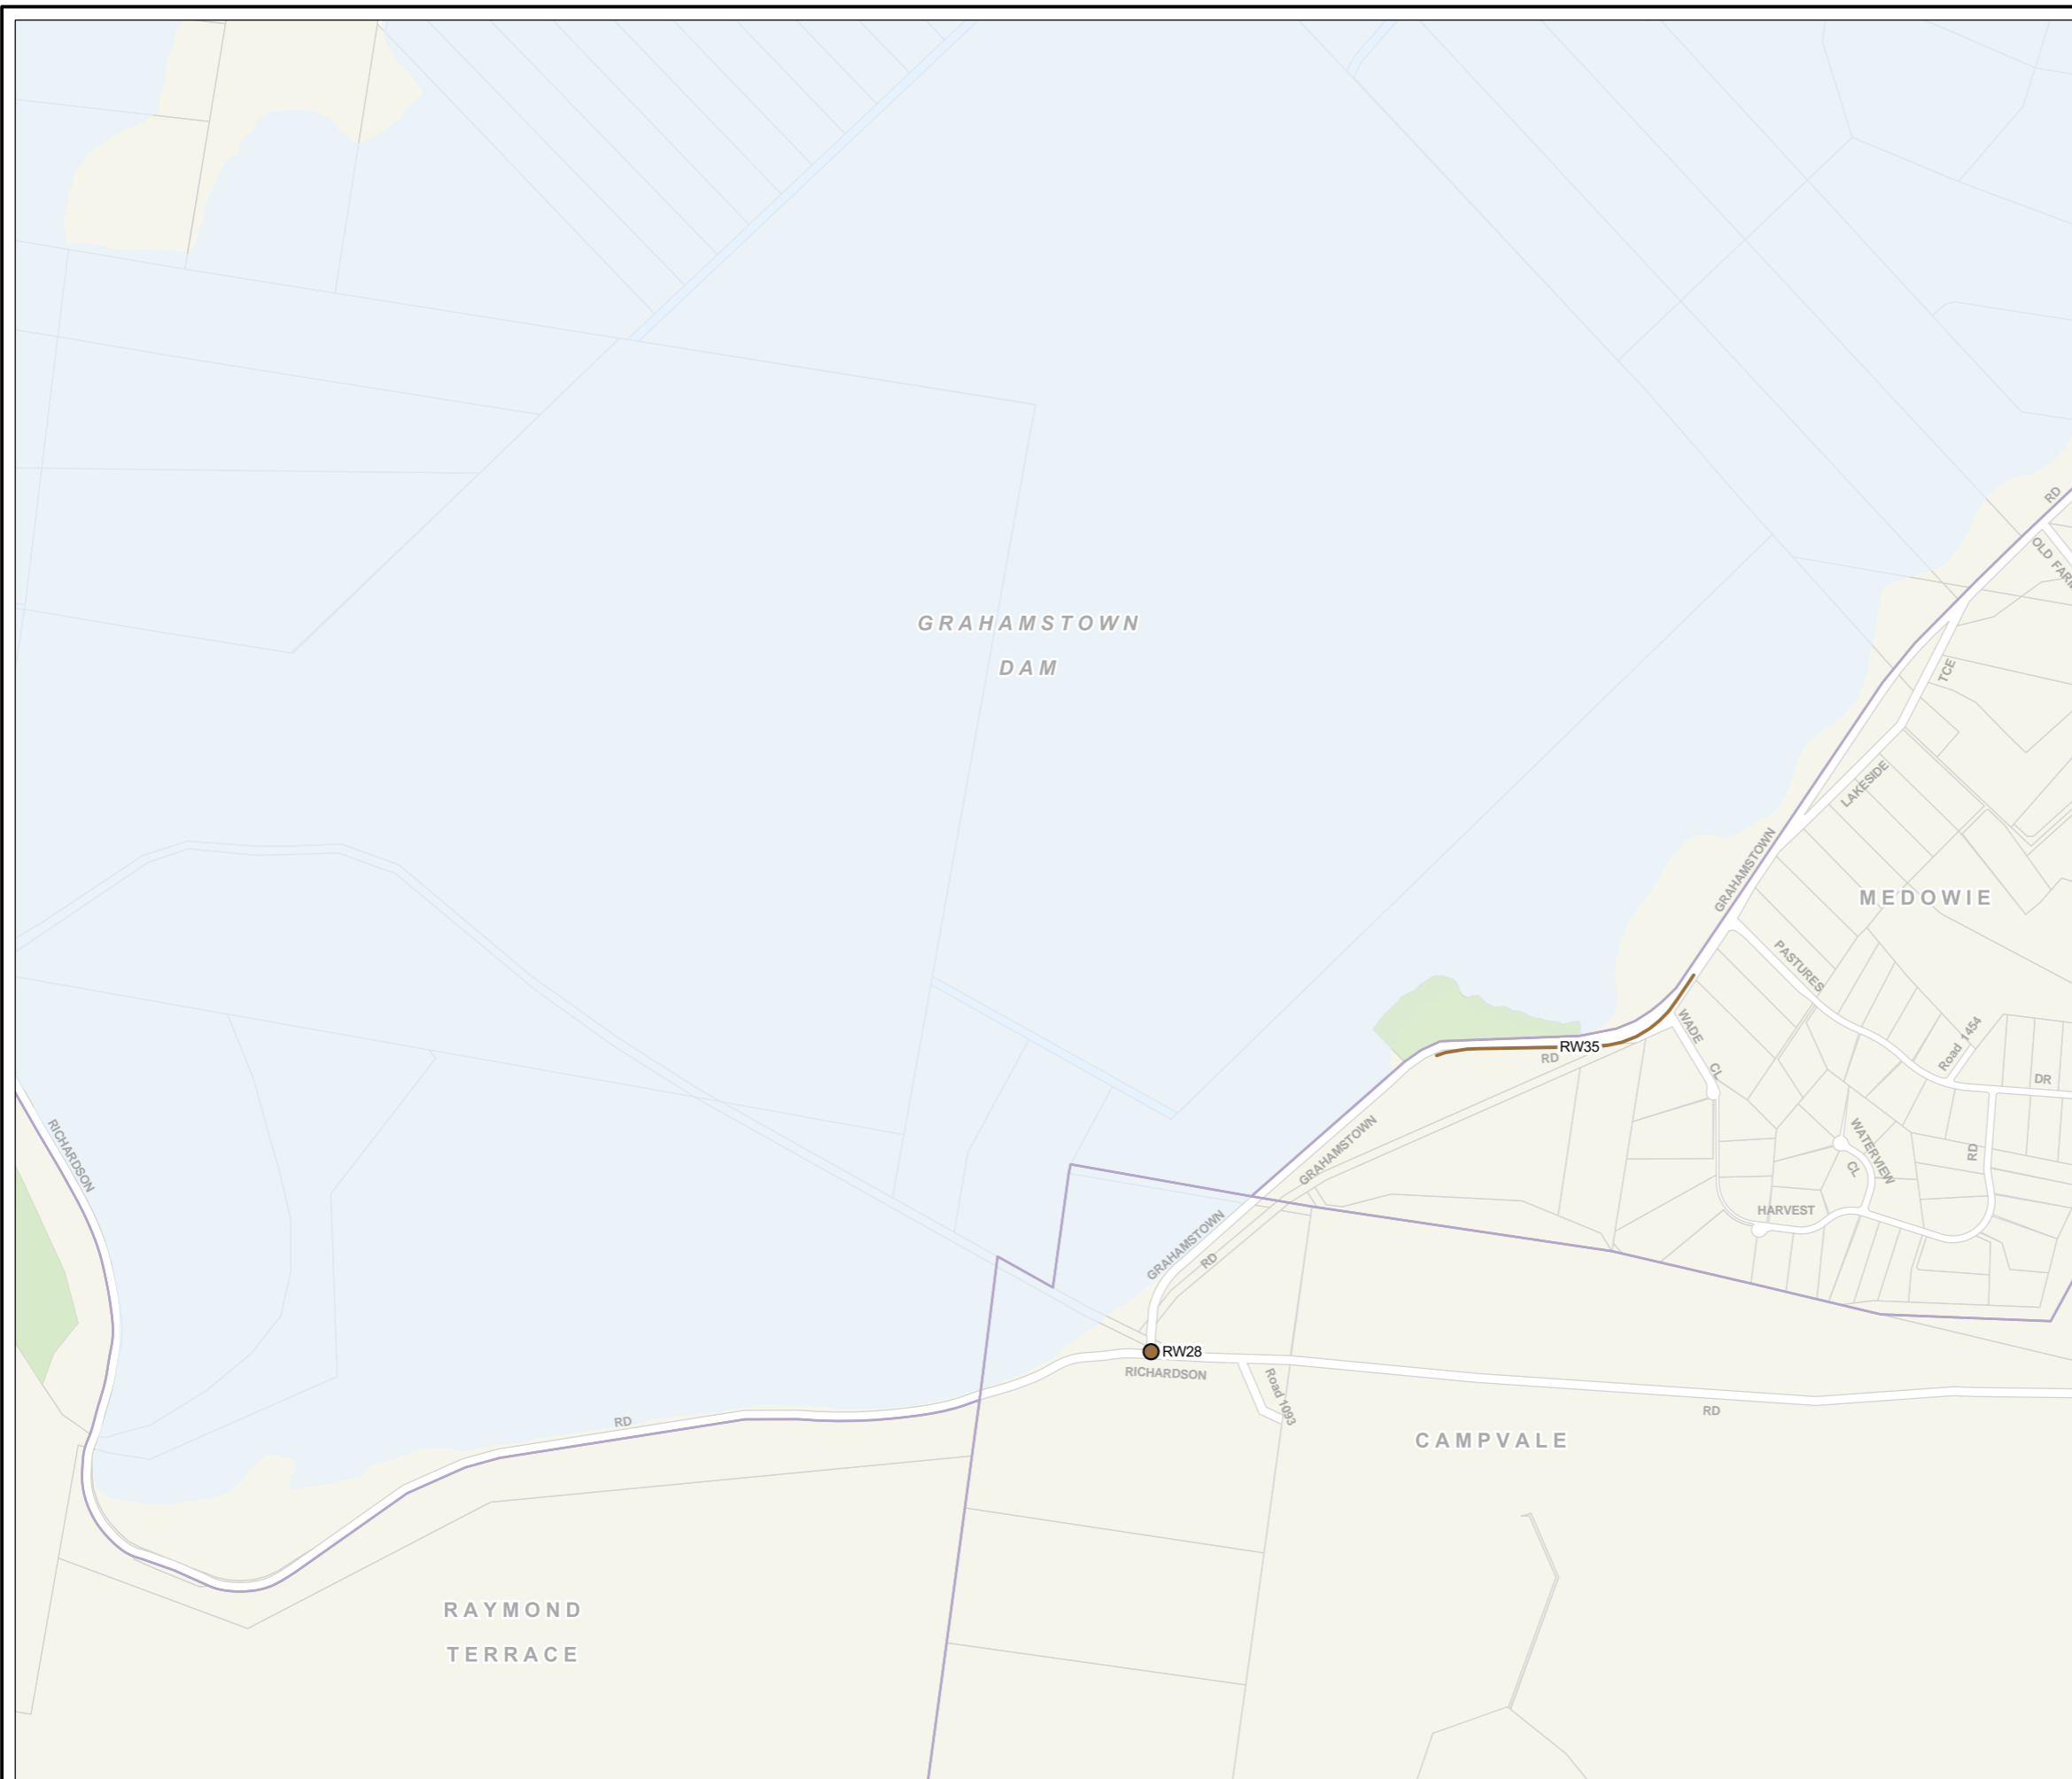 RD
OLD FARM
GRAHAMSTOWN
DAM
TCE
LAKESIDE
GRAHAMSTOWN
MEDOWIE
PASTURES
WADE
CL
Road 1454
RW35
RD
DR
RICHARDSON
GRAHAMSTOWN
WATERVIEW
CL
RD
HARVEST
GRAHAMSTOWN
RD
RW28
RICHARDSON
Road 1093
RD
RD
CAMPVALE
RAYMOND
TERRACE